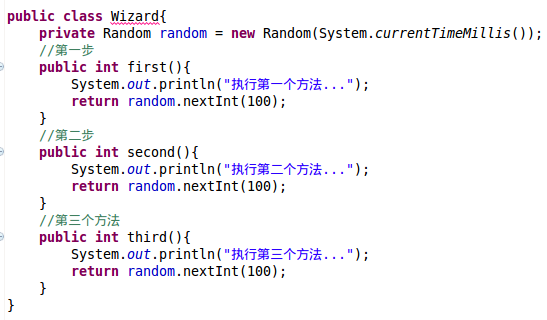 public class Wizard{
    private Random random = new Random(System.currentTimeMillis());
    //第一步
    public int first(){
        System.out.println("执行第一个方法...");
        return random.nextInt(100);
    }
    //第二步
    public int second(){
        System.out.println("执行第二个方法...");
        return random.nextInt(100);
    }
    //第三个方法
    public int third(){
        System.out.println("执行第三个方法...");
        return random.nextInt(100);
    }
}